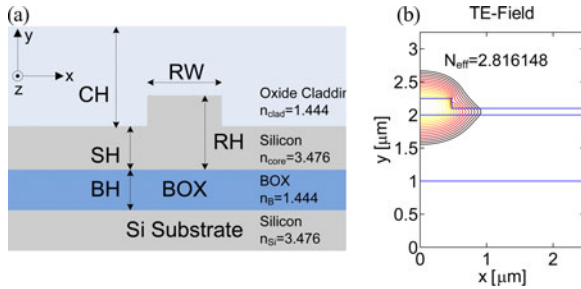 (a)
y
z
x
CH
RW
Oxide Claddin
n_clad=1.444
SH
RH
Silicon
n_core=3.476
BH
BOX
BOX
n_B=1.444
Si Substrate
Silicon
n_Si=3.476
(b)
TE-Field
N_eff=2.816148
3
2.5
2
1.5
1
0.5
0
y [μm]
0 1 2
x [μm]